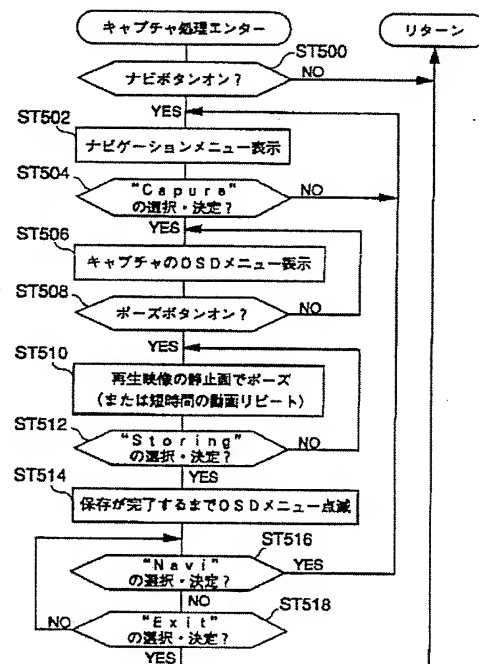 キャプチャ処理エンター
リターン
ST500
ナビボタンオン?
NO
YES
ST502
ナビゲーションメニュー表示
ST504
"Capura"
の選択・決定?
NO
YES
ST506
キャプチャのOSDメニュー表示
ST508
ポーズボタンオン?
NO
YES
ST510
再生映像の静止画でポーズ
(または短時間の動画リピート)
ST512
"Storing"
の選択・決定?
NO
YES
ST514
保存が完了するまでOSDメニュー点滅
ST516
"Navi"
の選択・決定?
YES
NO
ST518
"Exit"
の選択・決定?
NO
YES